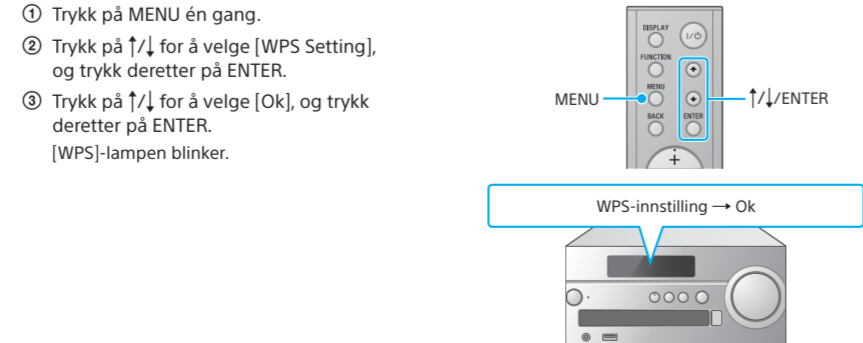 ① Trykk på MENU én gang.
② Trykk på ↑/↓ for å velge [WPS Setting],
og trykk deretter på ENTER.
③ Trykk på ↑/↓ for å velge [Ok], og trykk
deretter på ENTER.
[WPS]-lampen blinker.
DISPLAY
I/⏻
FUNCTION
MENU
BACK
ENTER
+
MENU
↑/↓/ENTER
WPS-innstilling → Ok